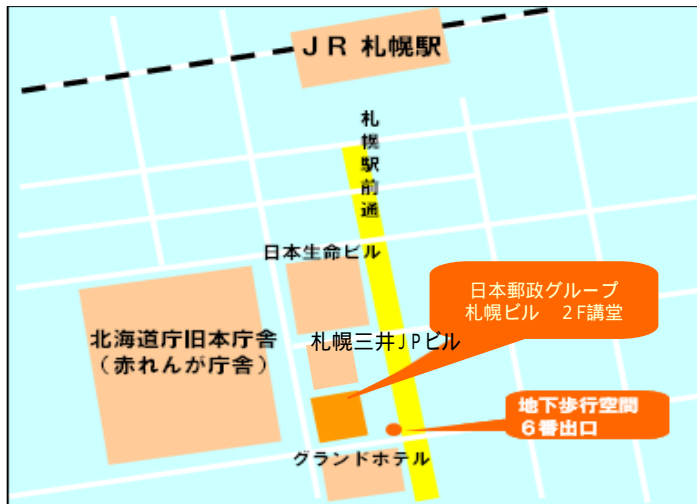 JR 札幌駅
札幌駅前通
日本生命ビル
日本郵政グループ
札幌ビル　2F講堂
北海道庁旧本庁舎
（赤れんが庁舎）
札幌三井JPビル
地下歩行空間
6番出口
グランドホテル